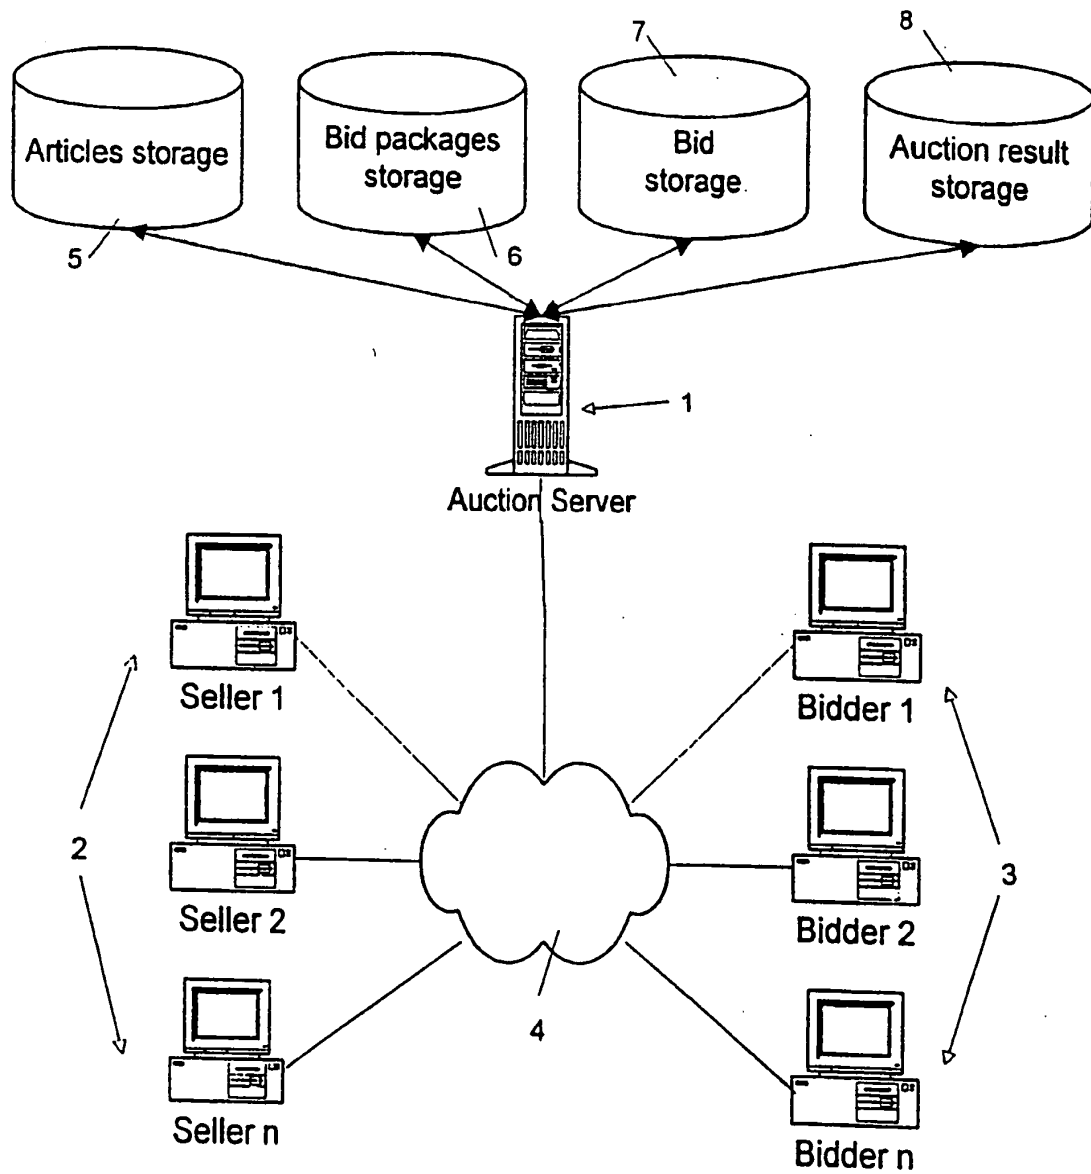 7
8
Articles storage
Bid packages
storage
Bid
storage
Auction result
storage
5
6
1
Auction Server
Seller 1
Bidder 1
2
Seller 2
3
Bidder 2
4
Seller n
Bidder n